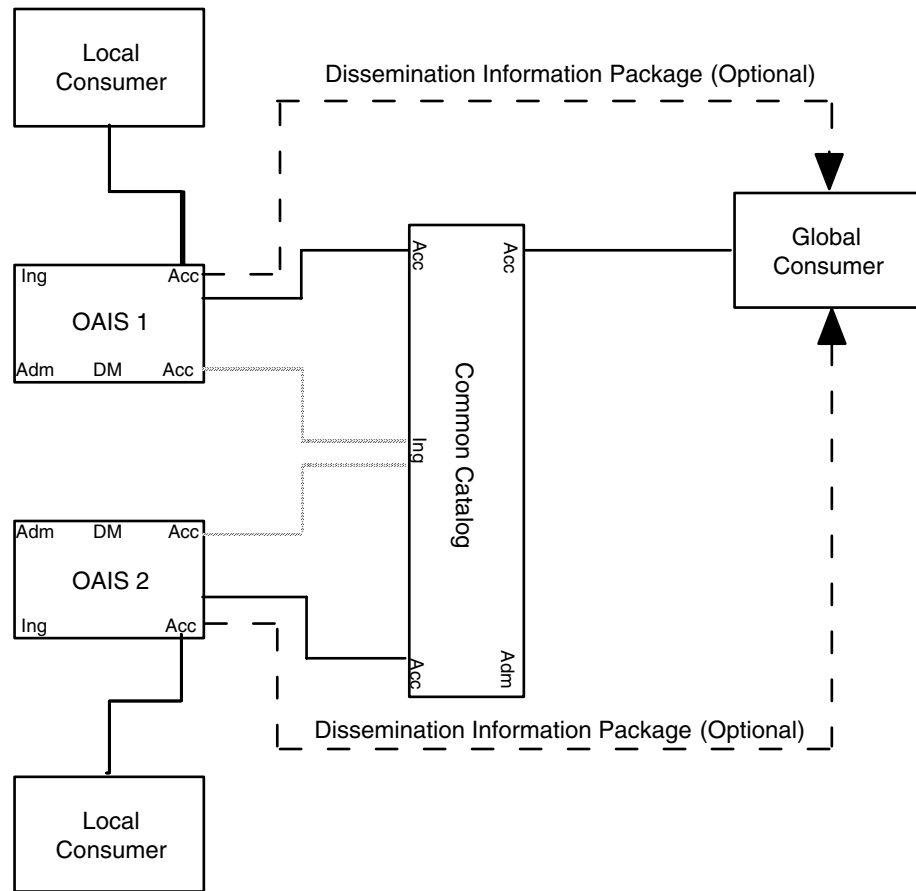 Local
Consumer
Dissemination Information Package (Optional)
Global
Consumer
Ing Acc
OAIS 1
Adm DM Acc
Acc Acc
Ing
Common Catalog
Acc Adm
Adm DM Acc
OAIS 2
Ing Acc
Dissemination Information Package (Optional)
Local
Consumer